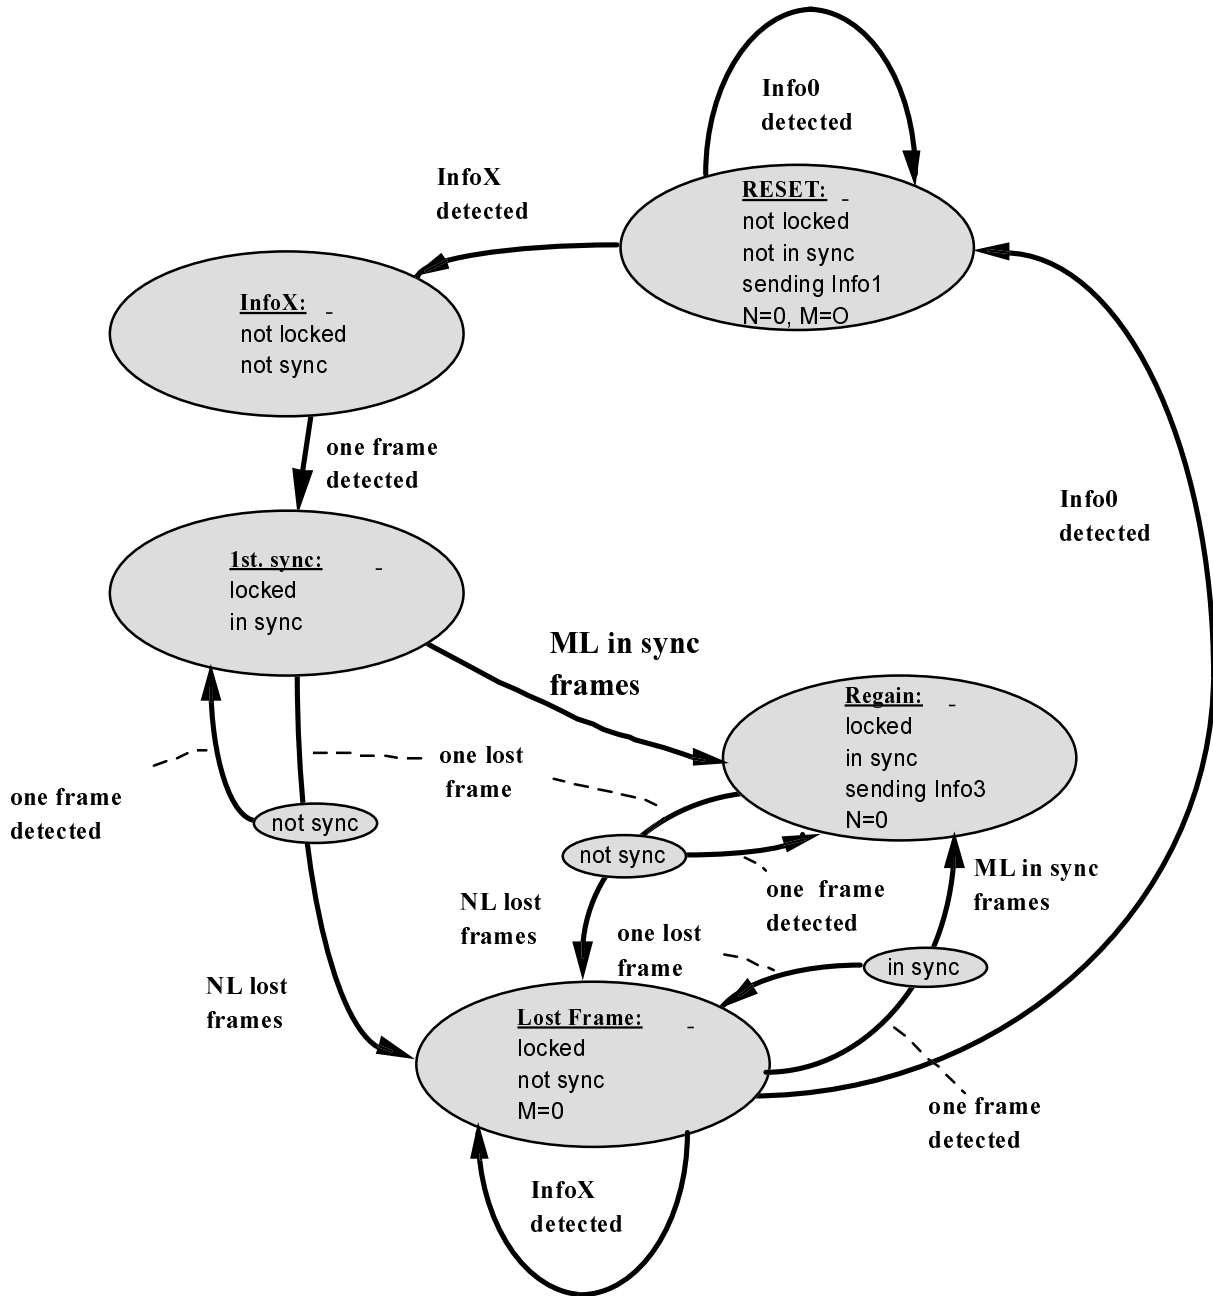 Info0
detected
InfoX
detected
RESET: _
not locked
not in sync
sending Info1
N=0, M=O
InfoX: _
not locked
not sync
one frame
detected
Info0
detected
1st. sync: _
locked
in sync
ML in sync
frames
Regain: _
locked
in sync
sending Info3
N=0
one lost
frame
one frame
detected
not sync
not sync
ML in sync
frames
one frame
detected
NL lost
frames
one lost
frame
in sync
NL lost
frames
Lost Frame: _
locked
not sync
M=0
one frame
detected
InfoX
detected